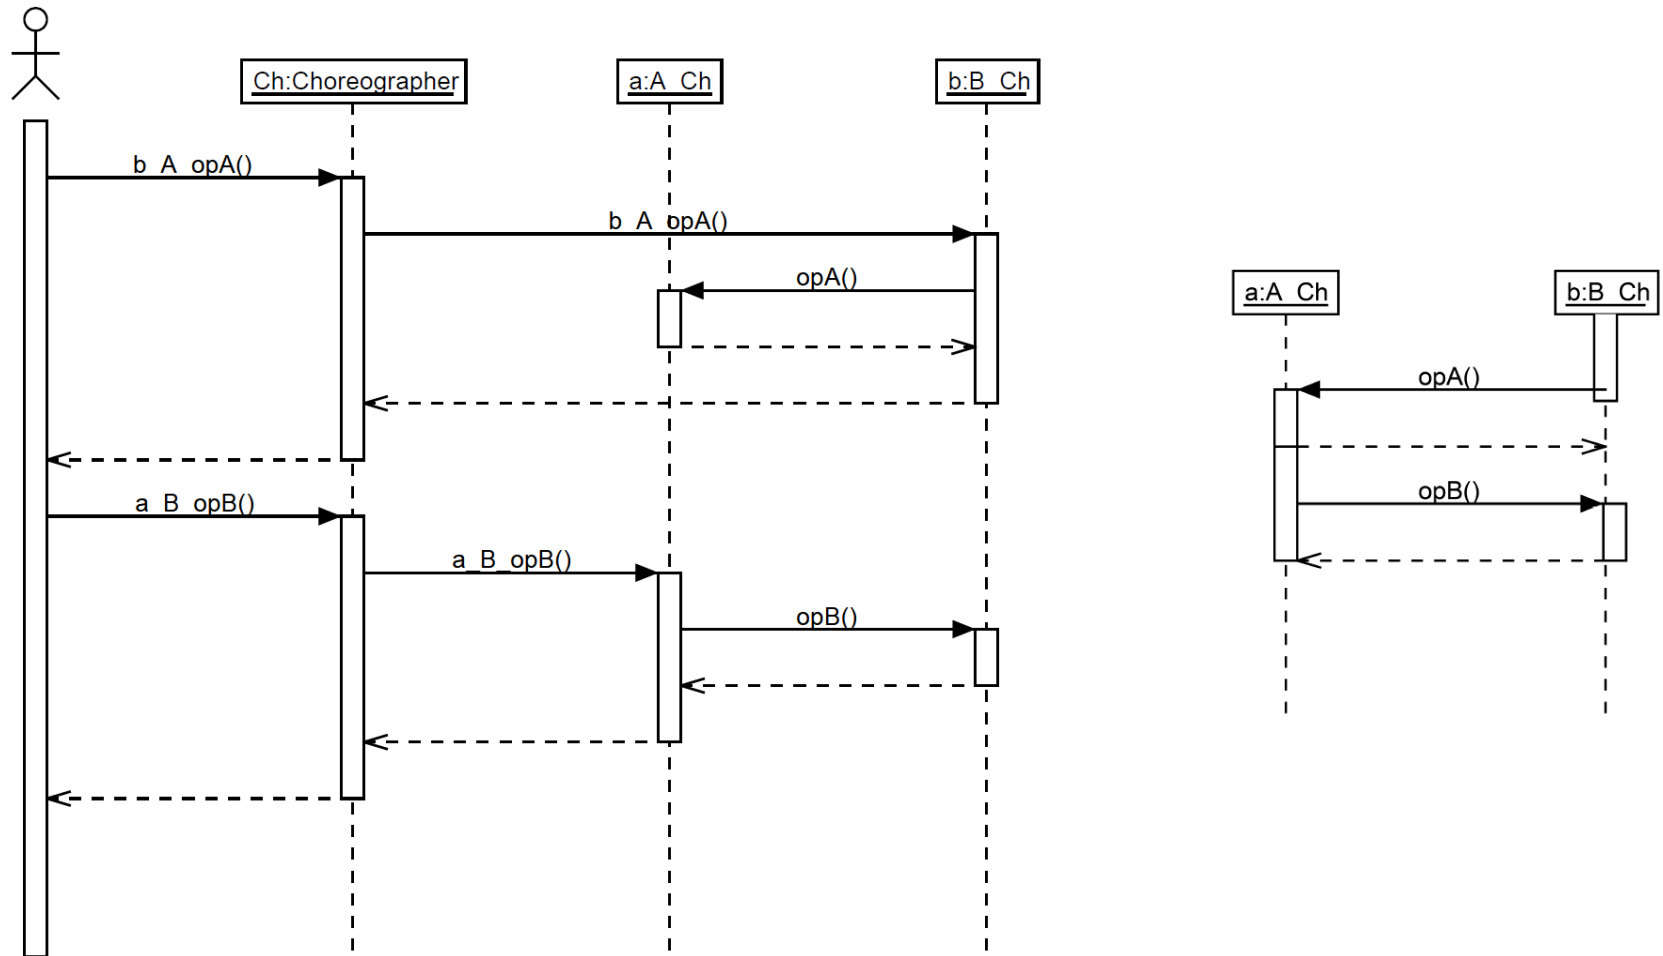 Ch:Choreographer
a:A_Ch
b:B_Ch
b_A_opA()
b_A_opA()
opA()
a:A_Ch
b:B_Ch
opA()
opB()
a_B_opB()
a_B_opB()
opB()